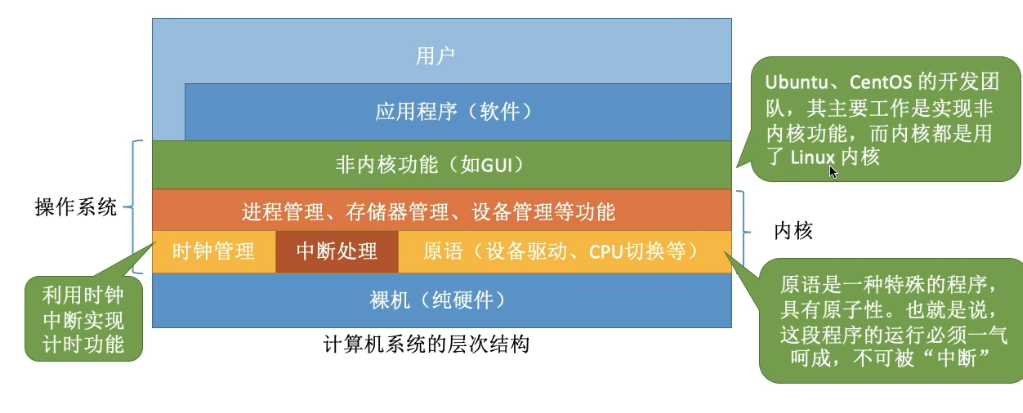 用户
应用程序（软件）
Ubuntu、CentOS 的开发团
队，其主要工作是实现非
内核功能，而内核都是用
了 Linux 内核
非内核功能（如GUI）
操作系统
进程管理、存储器管理、设备管理等功能
内核
时钟管理
中断处理
原语（设备驱动、CPU切换等）
利用时钟
中断实现
计时功能
裸机（纯硬件）
原语是一种特殊的程序，
具有原子性。也就是说，
这段程序的运行必须一气
呵成，不可被“中断”
计算机系统的层次结构